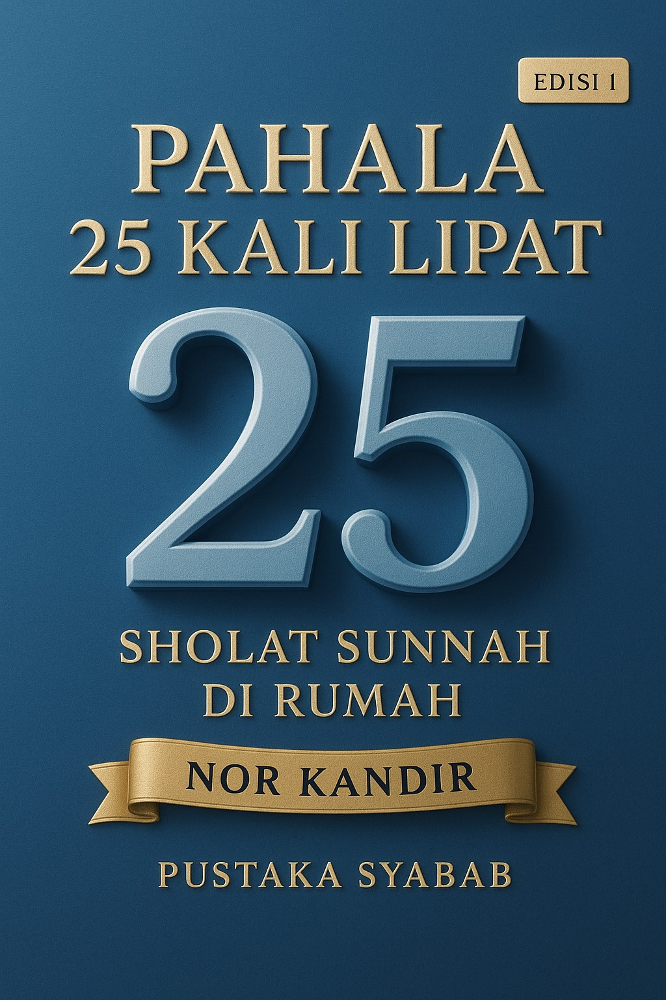 EDISI 1
PAHALA
25 KALI LIPAT
25
SHOLAT SUNNAH
DI RUMAH
NOR KANDIR
PUSTAKA SYABAB